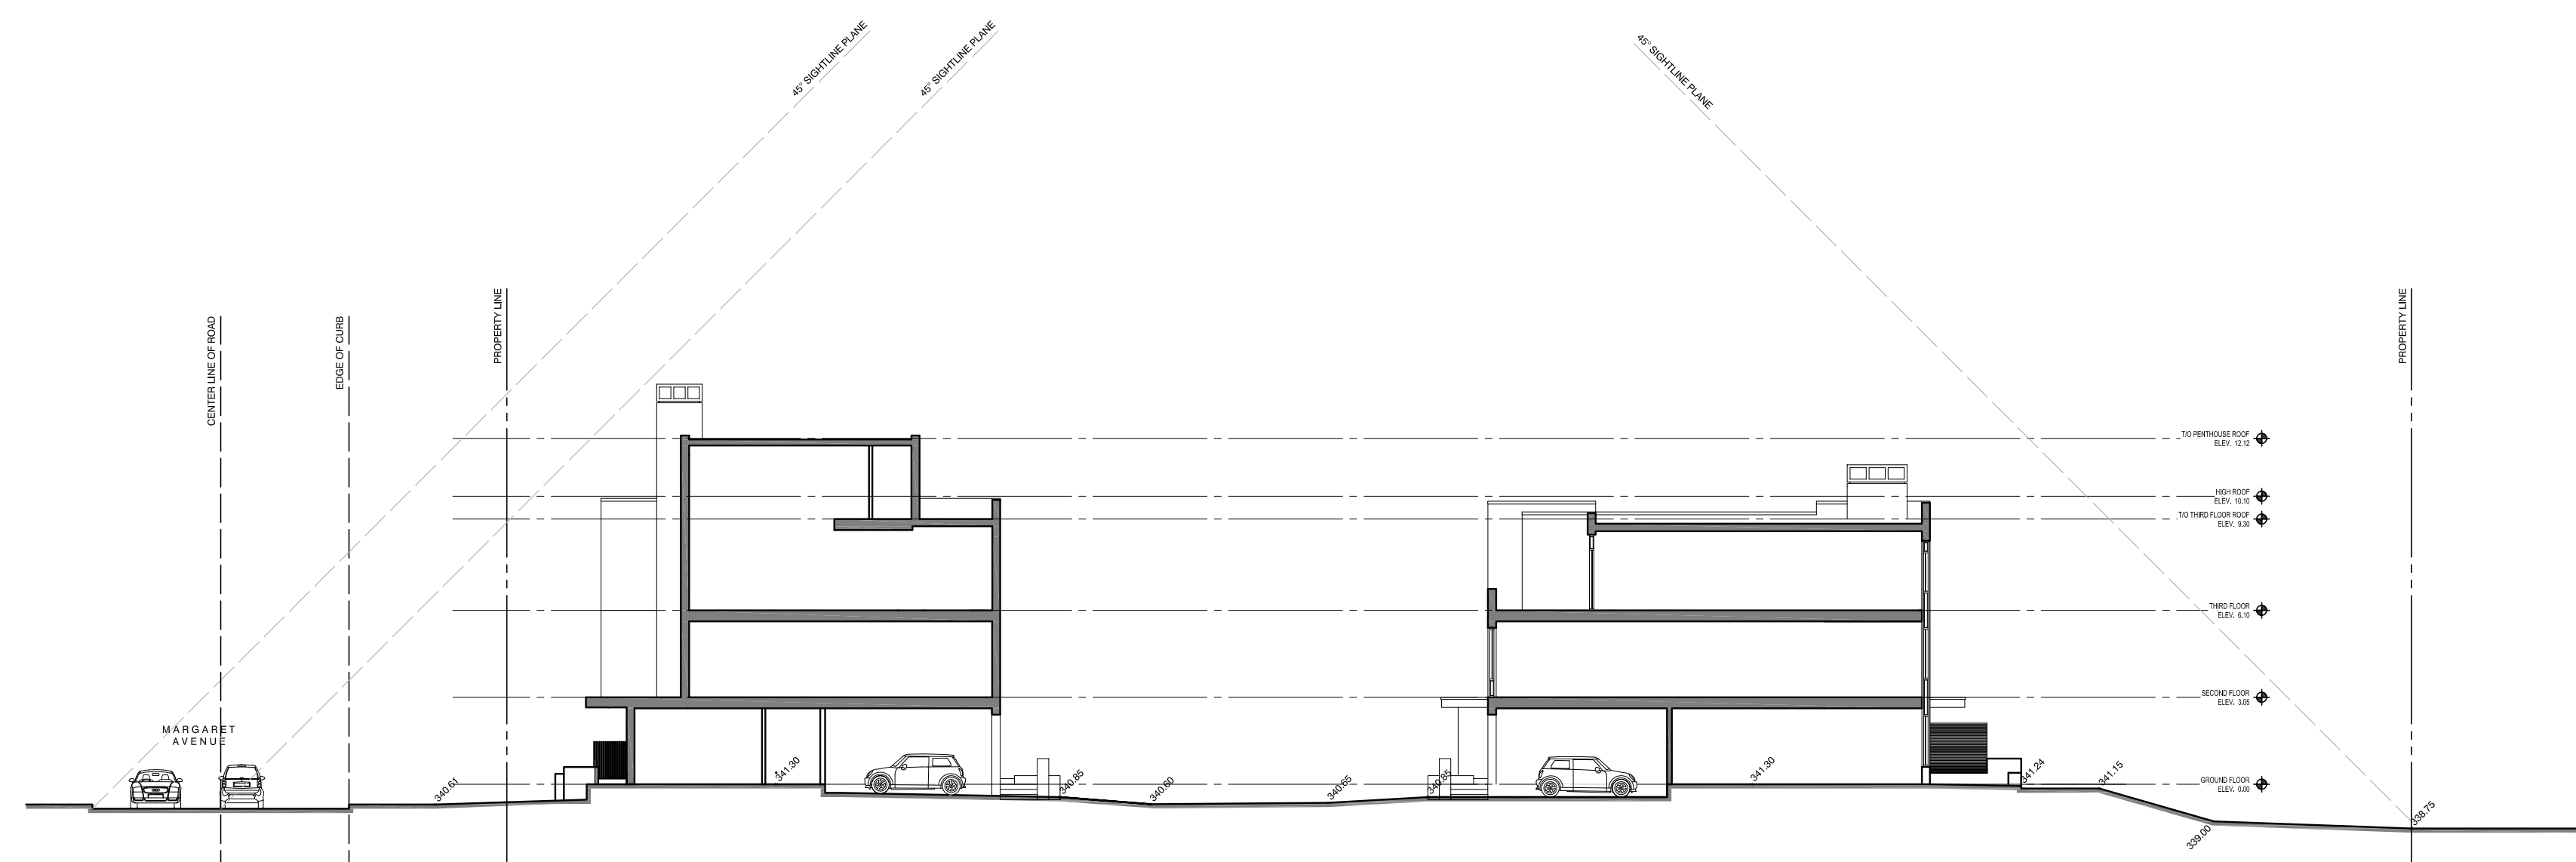 45° SIGHTLINE PLANE
45° SIGHTLINE PLANE
45° SIGHTLINE PLANE
CENTER LINE OF ROAD
EDGE OF CURB
PROPERTY LINE
PROPERTY LINE
T/O PENTHOUSE ROOF
ELEV. 12.12
HIGH ROOF
ELEV. 10.10
T/O THIRD FLOOR ROOF
ELEV. 9.30
THIRD FLOOR
ELEV. 6.10
SECOND FLOOR
ELEV. 3.05
GROUND FLOOR
ELEV. 0.00
MARGARET
AVENUE
340.61
341.30
340.85
340.60
340.65
340.85
341.30
341.24
341.15
339.00
338.75